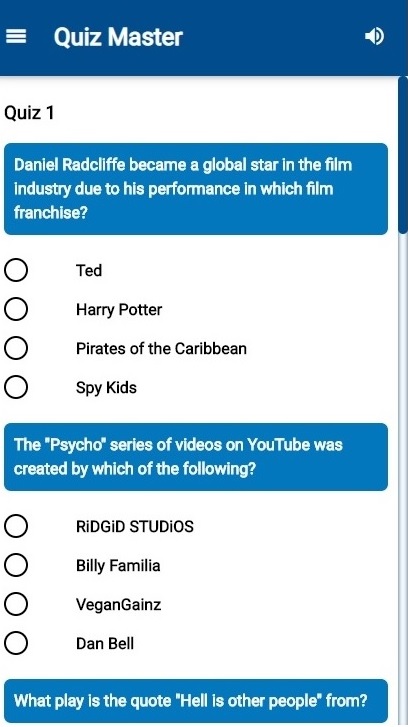 Quiz Master
Quiz 1
Daniel Radcliffe became a global star in the film
industry due to his performance in which film
franchise?
Ted
Harry Potter
Pirates of the Caribbean
Spy Kids
The "Psycho" series of videos on YouTube was
created by which of the following?
RiDGiD STUDiOS
Billy Familia
VeganGainz
Dan Bell
What play is the quote "Hell is other people" from?